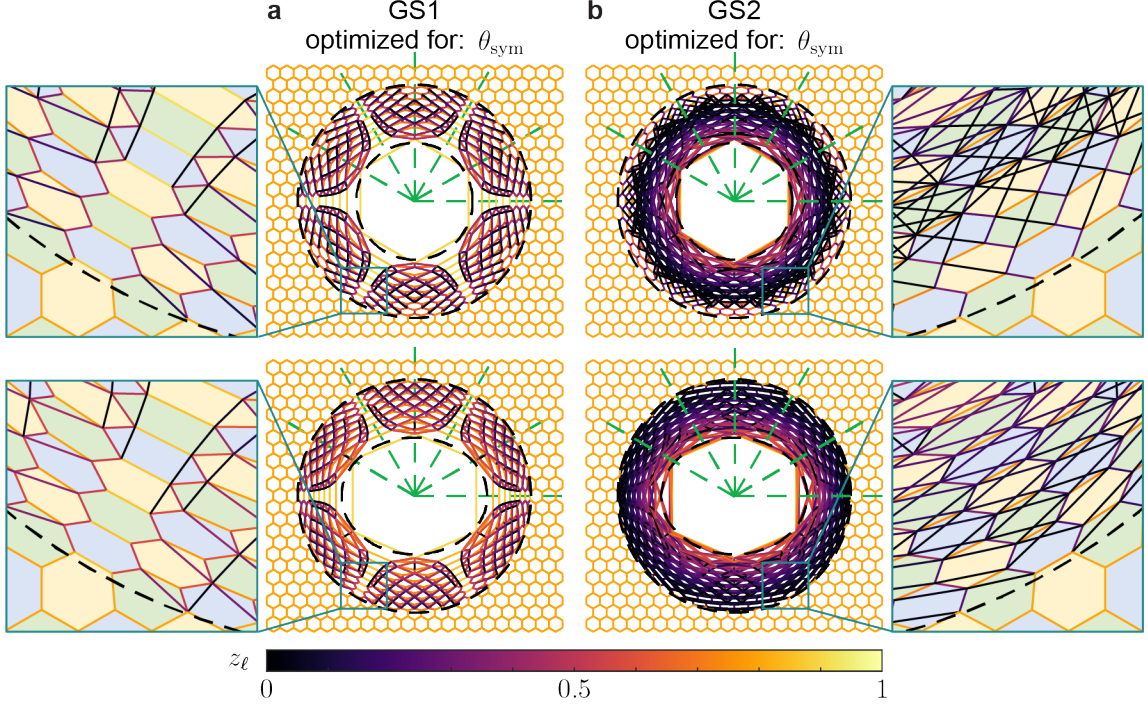 a GS1
optimized for: θsym
b GS2
optimized for: θsym
zℓ
0 0.5 1